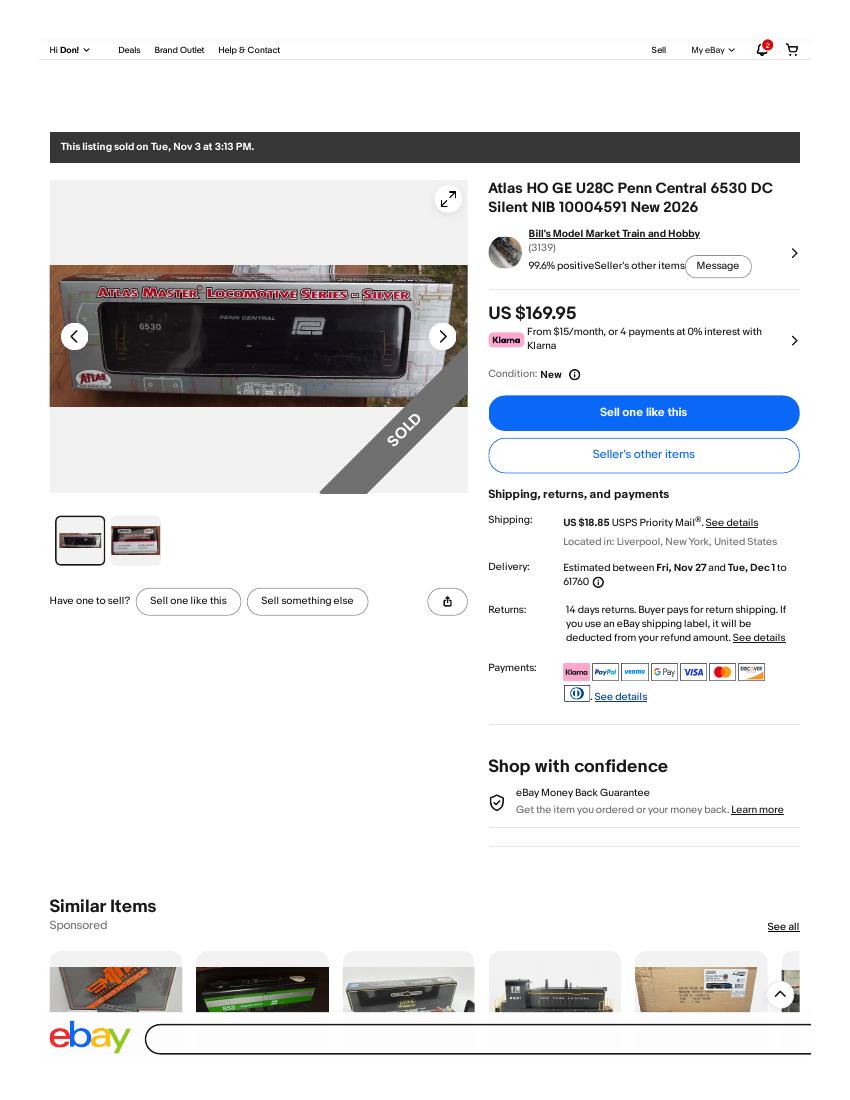 Hi Don!
Deals
Brand Outlet
Help & Contact
Sell
My eBay
2
This listing sold on Tue, Nov 3 at 3:13 PM.
ATLAS MASTER® LOCOMOTIVE SERIES - SILVER
6530
PENN CENTRAL
ATLAS
SOLD
Have one to sell?
Sell one like this
Sell something else
Atlas HO GE U28C Penn Central 6530 DC
Silent NIB 10004591 New 2026
Bill's Model Market Train and Hobby
(3139)
99.6% positive
Seller's other items
Message
US $169.95
Klarna
From $15/month, or 4 payments at 0% interest with
Klarna
Condition: New
Sell one like this
Seller's other items
Shipping, returns, and payments
Shipping:
US $18.85 USPS Priority Mail®. See details
Located in: Liverpool, New York, United States
Delivery:
Estimated between Fri, Nov 27 and Tue, Dec 1 to
61760
Returns:
14 days returns. Buyer pays for return shipping. If
you use an eBay shipping label, it will be
deducted from your refund amount. See details
Payments:
Klarna PayPal venmo G Pay VISA DISCOVER
. See details
Shop with confidence
eBay Money Back Guarantee
Get the item you ordered or your money back. Learn more
Similar Items
Sponsored
See all
853
NEW YORK CENTRAL
ebay